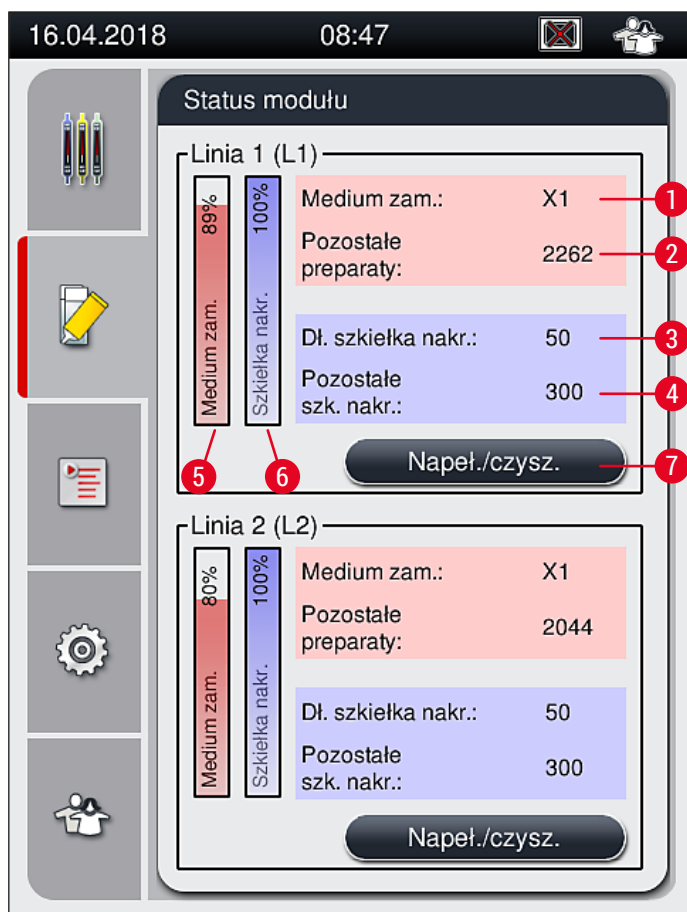 16.04.2018 08:47
Status modułu
Linia 1 (L1)
89%
Medium zam.
100%
Szkiełka nakr.
Medium zam.: X1 1
Pozostałe
preparaty: 2262 2
Dł. szkiełka nakr.: 50 3
Pozostałe
szk. nakr.: 300 4
5 6
Napeł./czysz. 7
Linia 2 (L2)
80%
Medium zam.
100%
Szkiełka nakr.
Medium zam.: X1
Pozostałe
preparaty: 2044
Dł. szkiełka nakr.: 50
Pozostałe
szk. nakr.: 300
Napeł./czysz.